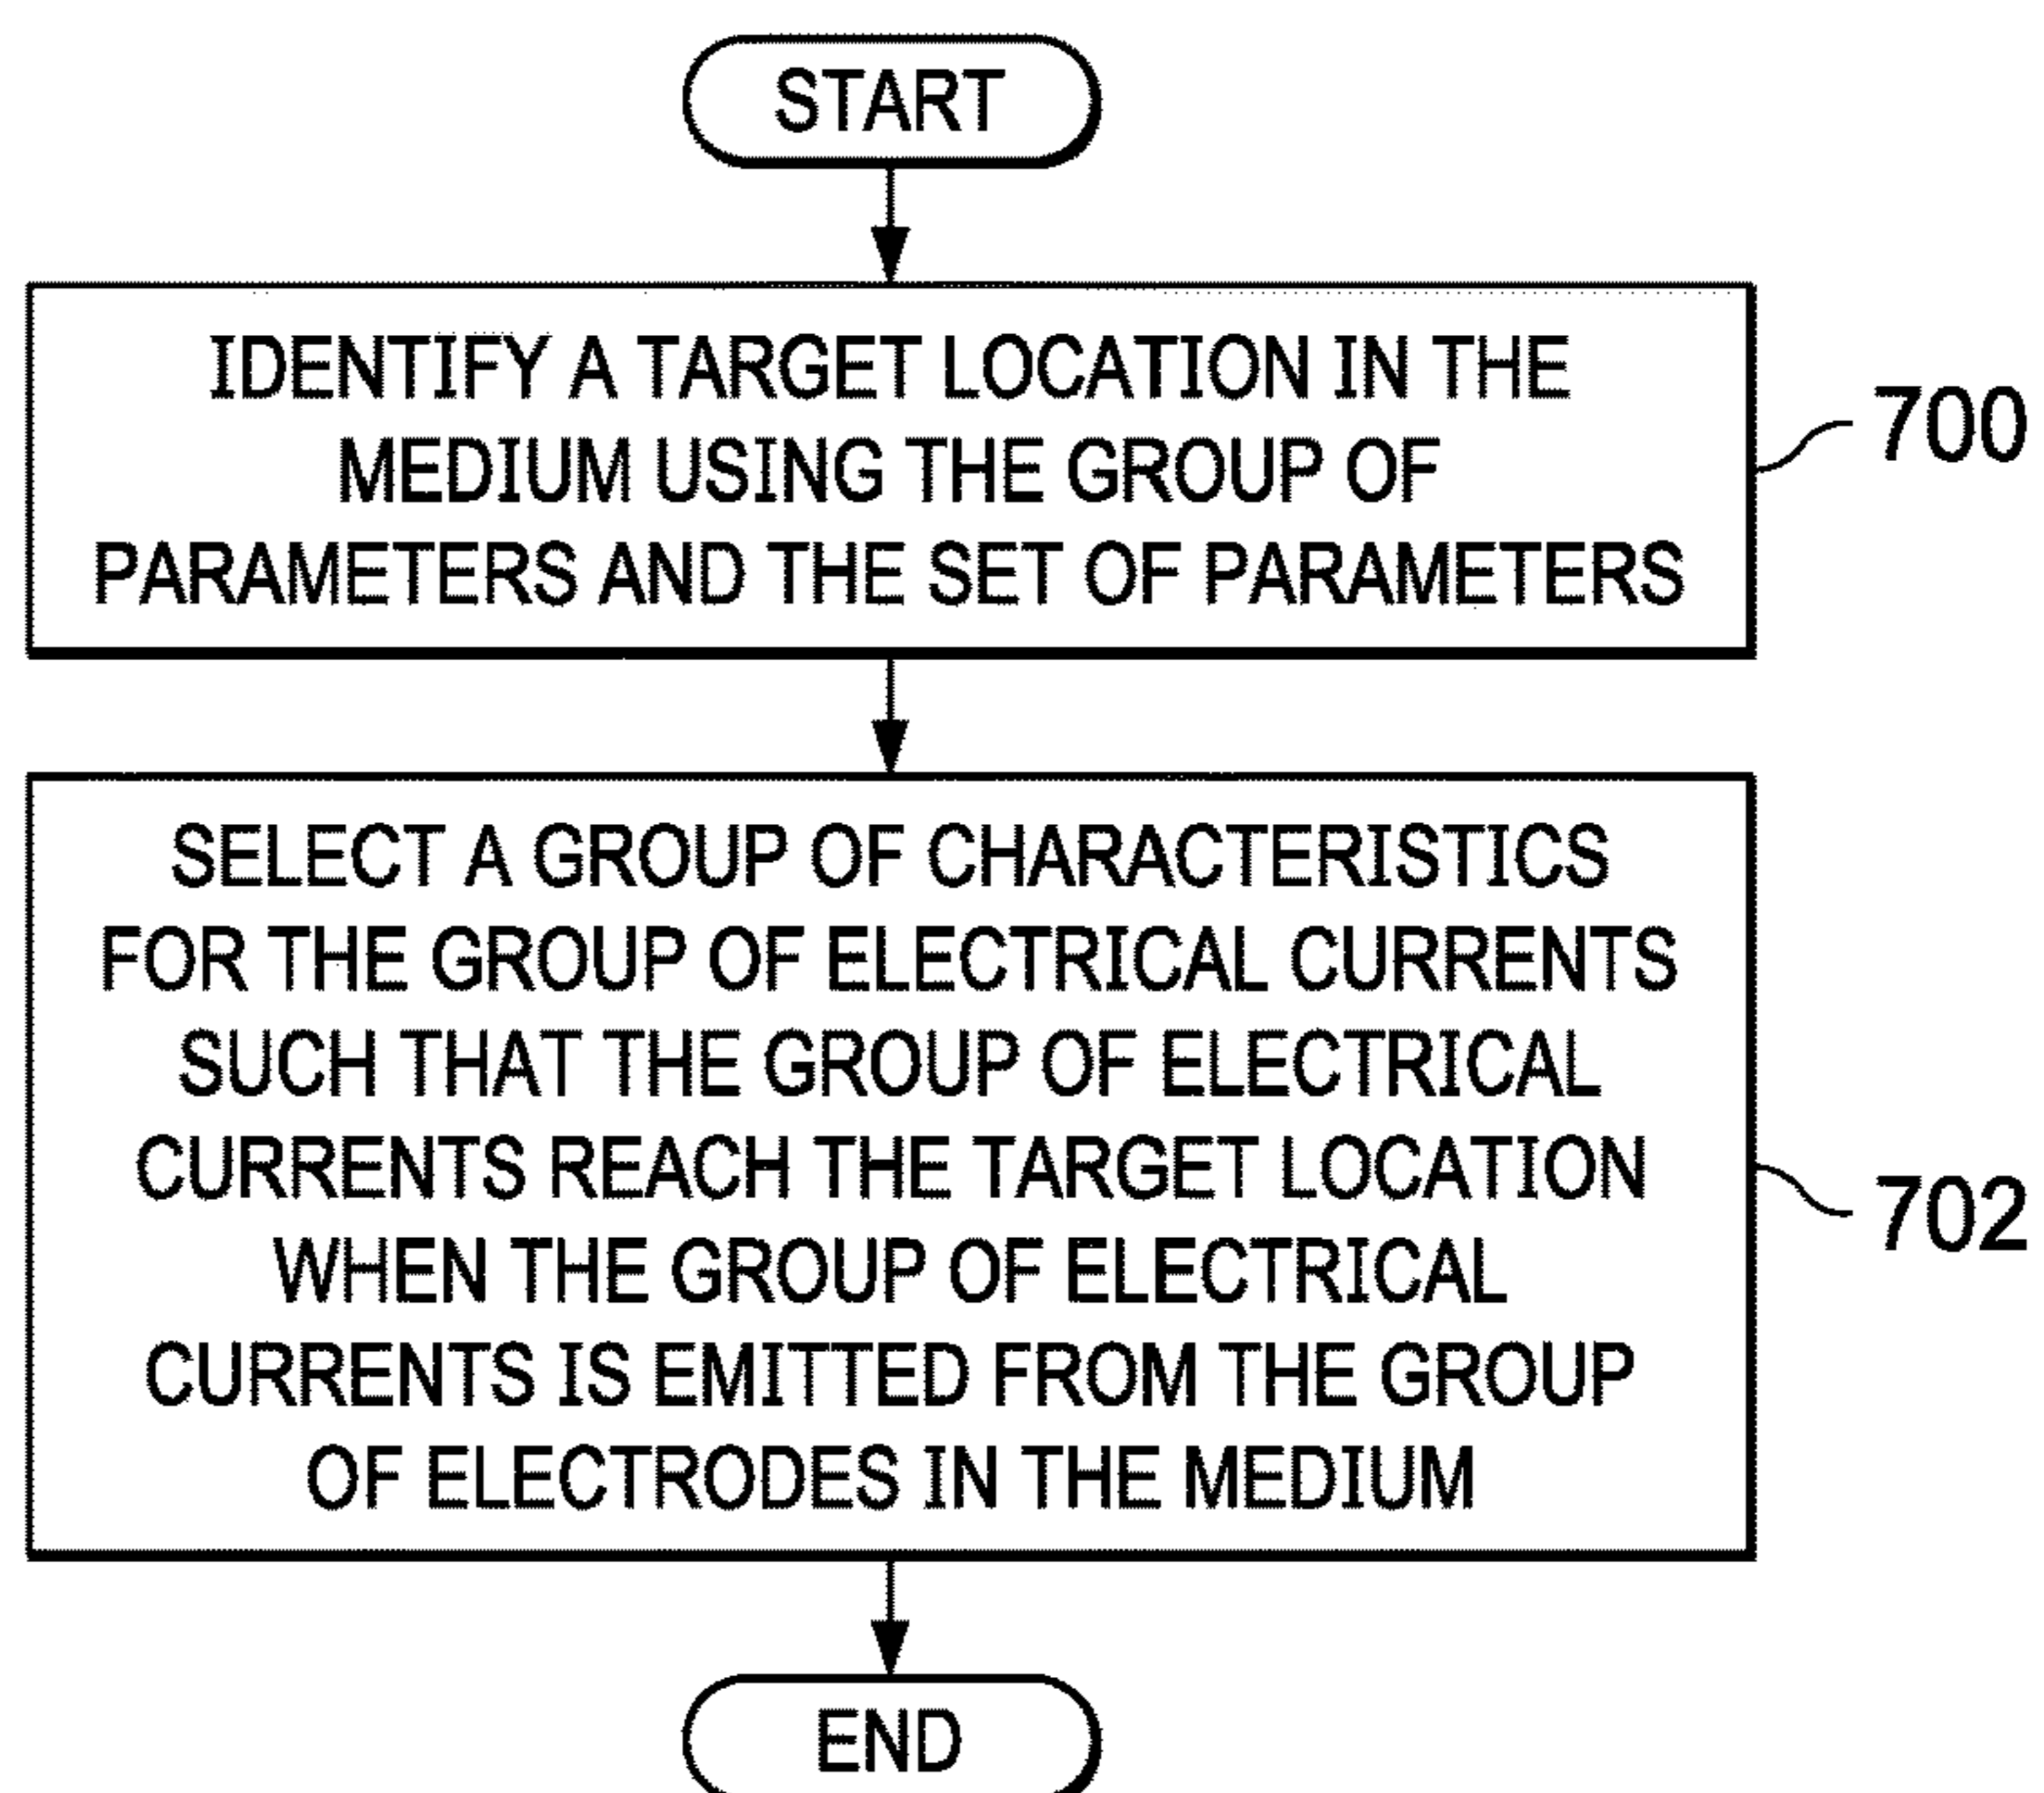 START
IDENTIFY A TARGET LOCATION IN THE
MEDIUM USING THE GROUP OF
PARAMETERS AND THE SET OF PARAMETERS
700
SELECT A GROUP OF CHARACTERISTICS
FOR THE GROUP OF ELECTRICAL CURRENTS
SUCH THAT THE GROUP OF ELECTRICAL
CURRENTS REACH THE TARGET LOCATION
WHEN THE GROUP OF ELECTRICAL
CURRENTS IS EMITTED FROM THE GROUP
OF ELECTRODES IN THE MEDIUM
702
END